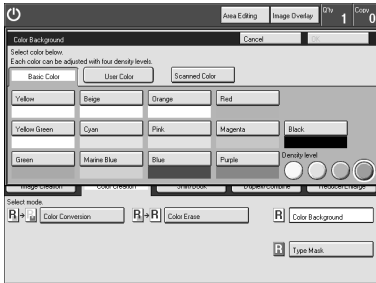 Area Editing Image Overlay Q'ty 1 Copy 0
Color Background Cancel OK
Select color below.
Each color can be adjusted with four density levels.
Basic Color User Color Scanned Color
Yellow Beige Orange Red
Yellow Green Cyan Pink Magenta Black
Green Marine Blue Blue Purple Density level
Image Creation Color Creation Shift/Book Duplex/Combine Reduce/Enlarge
Select mode.
R R Color Conversion R R Color Erase R Color Background
R Type Mask